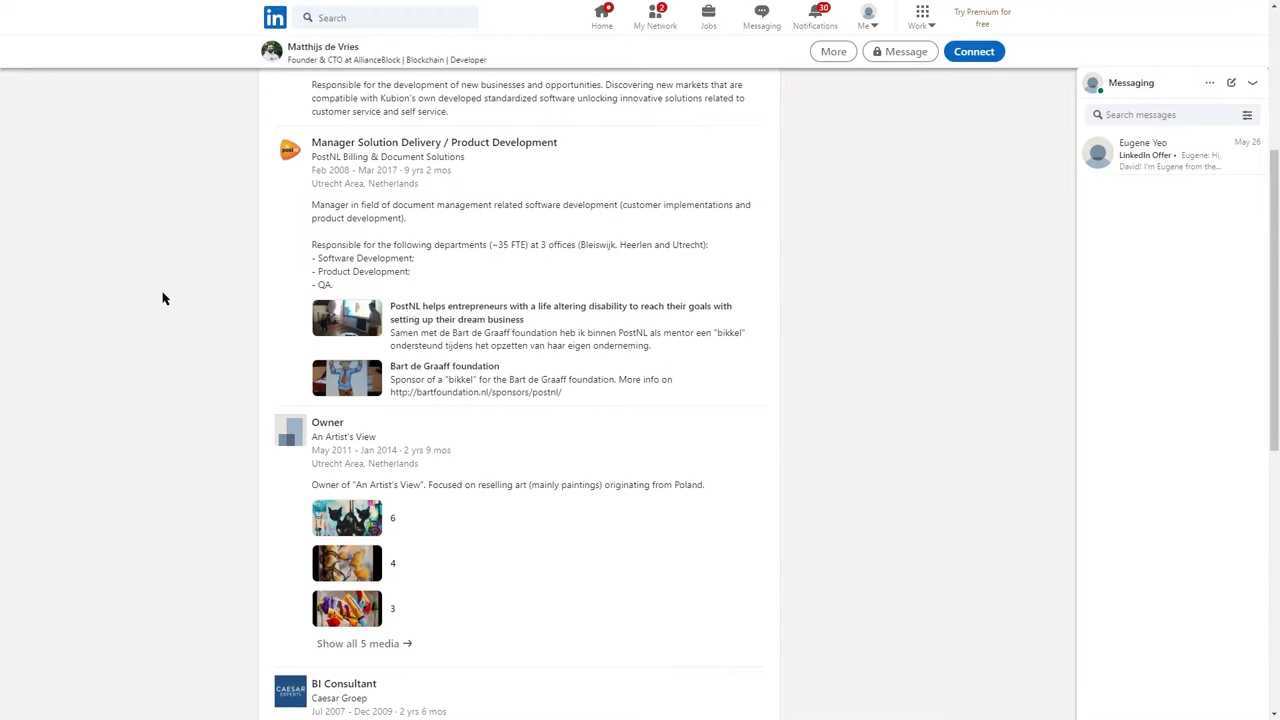 Search
Home
2
My Network
Jobs
Messaging
30
Notifications
Me
Work
Try Premium for
free
Matthijs de Vries
Founder & CTO at AllianceBlock | Blockchain | Developer
More
Message
Connect
Responsible for the development of new businesses and opportunities. Discovering new markets that are
compatible with Kubion's own developed standardized software unlocking innovative solutions related to
customer service and self service.
postnl
Manager Solution Delivery / Product Development
PostNL Billing & Document Solutions
Feb 2008 - Mar 2017 · 9 yrs 2 mos
Utrecht Area, Netherlands
Manager in field of document management related software development (customer implementations and
product development).
Responsible for the following departments (~35 FTE) at 3 offices (Bleiswijk, Heerlen and Utrecht):
- Software Development;
- Product Development;
- QA.
PostNL helps entrepreneurs with a life altering disability to reach their goals with
setting up their dream business
Samen met de Bart de Graaff foundation heb ik binnen PostNL als mentor een "bikkel"
ondersteund tijdens het opzetten van haar eigen onderneming.
Bart de Graaff foundation
Sponsor of a "bikkel" for the Bart de Graaff foundation. More info on
http://bartfoundation.nl/sponsors/postnl/
Owner
An Artist's View
May 2011 - Jan 2014 · 2 yrs 9 mos
Utrecht Area, Netherlands
Owner of "An Artist's View". Focused on reselling art (mainly paintings) originating from Poland.
6
4
3
Show all 5 media →
CAESAR
EXPERTS
BI Consultant
Caesar Groep
Jul 2007 - Dec 2009 · 2 yrs 6 mos
Messaging
Search messages
Eugene Yeo
May 26
LinkedIn Offer • Eugene: Hi,
David! I'm Eugene from the...